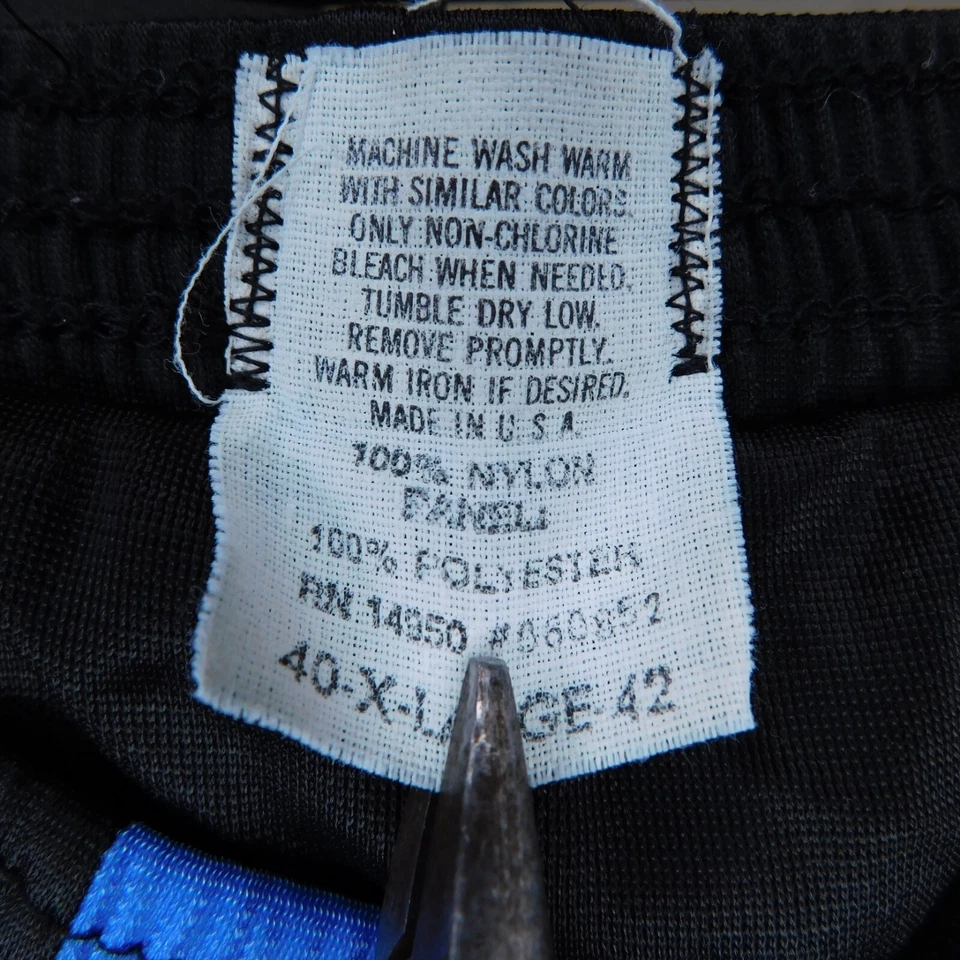 MACHINE WASH WARM
WITH SIMILAR COLORS.
ONLY NON-CHLORINE
BLEACH WHEN NEEDED.
TUMBLE DRY LOW.
REMOVE PROMPTLY.
WARM IRON IF DESIRED.
MADE IN U.S.A.
100% NYLON
PANEL:
100% POLYESTER
RN 14950
40-X-LA GE 42